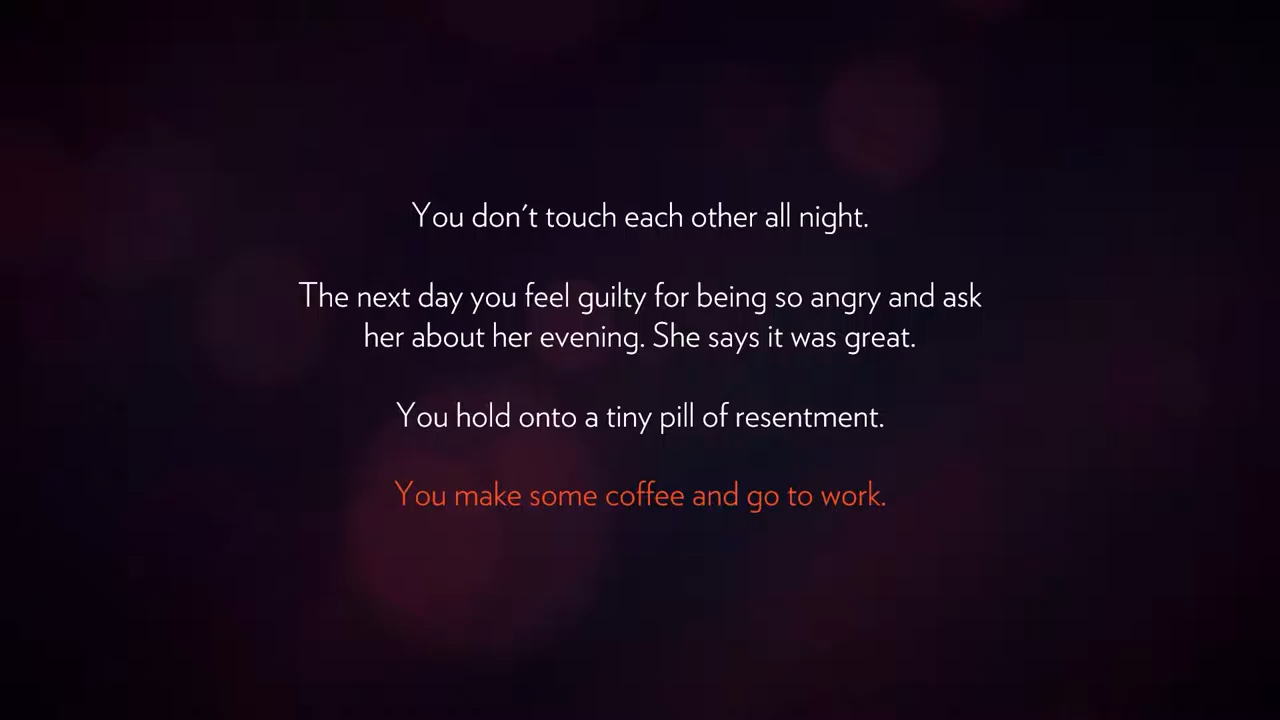 You don't touch each other all night.
The next day you feel guilty for being so angry and ask
her about her evening. She says it was great.
You hold onto a tiny pill of resentment.
You make some coffee and go to work.